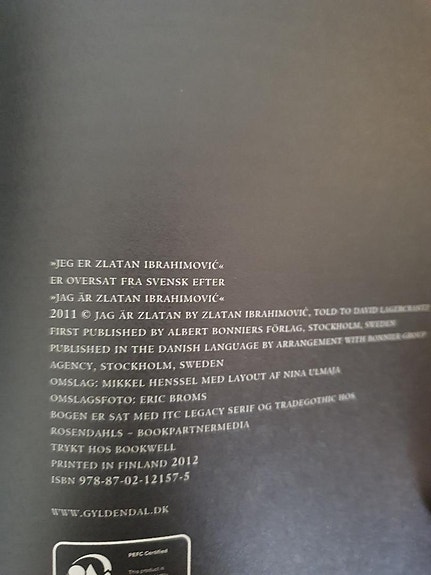 »JEG ER ZLATAN IBRAHIMOVIĆ«
ER OVERSAT FRA SVENSK EFTER
»JAG ÄR ZLATAN IBRAHIMOVIĆ«
2011 © JAG ÄR ZLATAN BY ZLATAN IBRAHIMOVIĆ, TOLD TO DAVID LAGERCRANTZ
FIRST PUBLISHED BY ALBERT BONNIERS FÖRLAG, STOCKHOLM, SWEDEN
PUBLISHED IN THE DANISH LANGUAGE BY ARRANGEMENT WITH BONNIER GROUP
AGENCY, STOCKHOLM, SWEDEN
OMSLAG: MIKKEL HENSSEL MED LAYOUT AF NINA ULMAJA
OMSLAGSFOTO: ERIC BROMS
BOGEN ER SAT MED ITC LEGACY SERIF OG TRADEGOTHIC HOS
ROSENDAHLS – BOOKPARTNERMEDIA
TRYKT HOS BOOKWELL
PRINTED IN FINLAND 2012
ISBN 978-87-02-12157-5
WWW.GYLDENDAL.DK
PEFC Certified
This product is